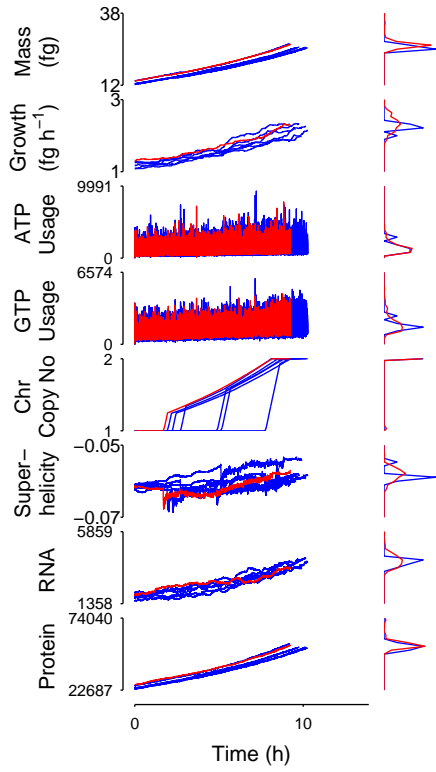 38
Mass
(fg)
12
3
Growth
(fg h⁻¹)
1
9991
ATP
Usage
0
6574
GTP
Usage
0
2
Chr
Copy No
1
−0.05
Super−
helicity
−0.07
5859
RNA
1358
74040
Protein
22687
0 10
Time (h)